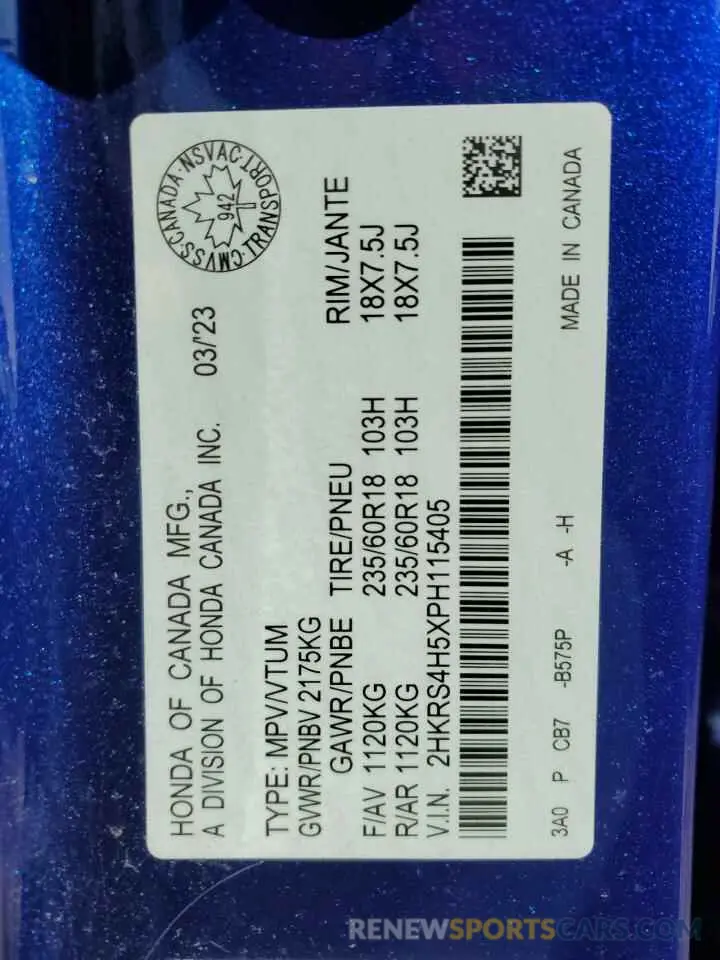 HONDA OF CANADA MFG.,
A DIVISION OF HONDA CANADA INC. 03/'23
CMVSS·CANADA·NSVAC·TRANSPORT
942
TYPE: MPV/VTUM
GVWR/PNBV 2175KG
GAWR/PNBE TIRE/PNEU RIM/JANTE
F/AV 1120KG 235/60R18 103H 18X7.5J
R/AR 1120KG 235/60R18 103H 18X7.5J
V.I.N. 2HKRS4H5XPH115405
3A0 P CB7 -B575P -A -H MADE IN CANADA
RENEWSPORTSCARS.COM